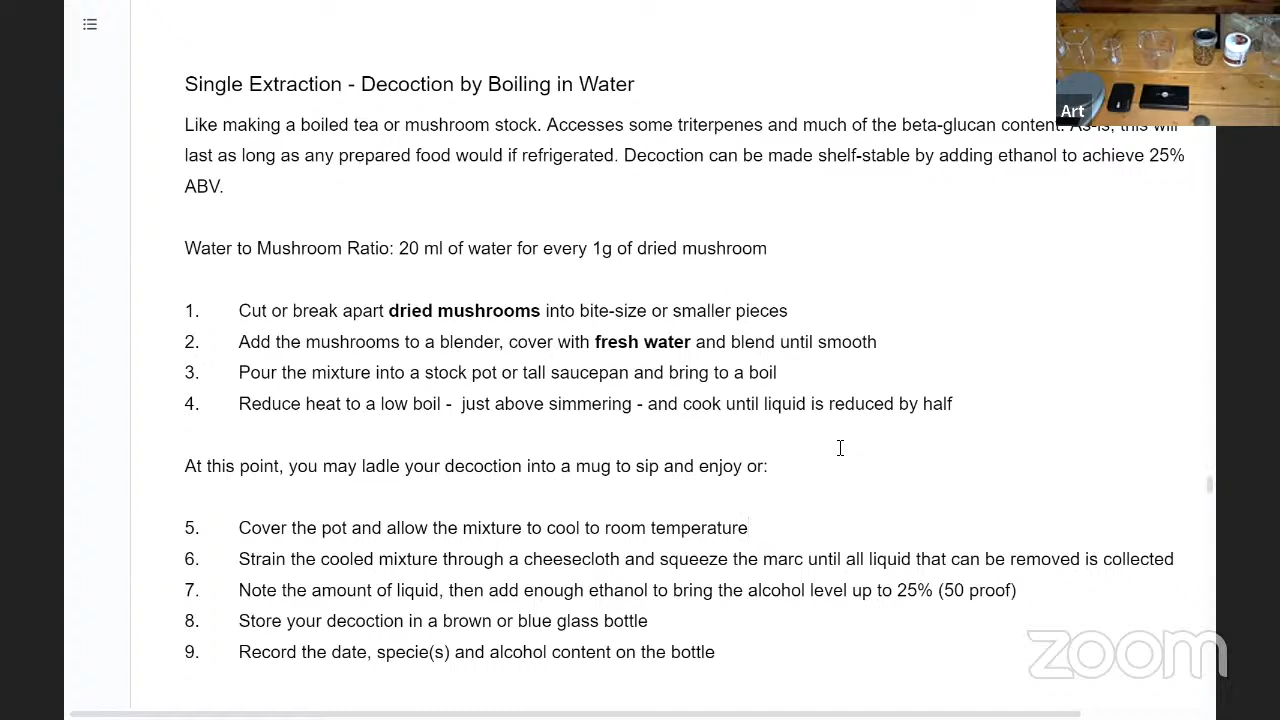 Single Extraction - Decoction by Boiling in Water
Art
Like making a boiled tea or mushroom stock. Accesses some triterpenes and much of the beta-glucan content. As-is, this will
last as long as any prepared food would if refrigerated. Decoction can be made shelf-stable by adding ethanol to achieve 25%
ABV.
Water to Mushroom Ratio: 20 ml of water for every 1g of dried mushroom
1. Cut or break apart dried mushrooms into bite-size or smaller pieces
2. Add the mushrooms to a blender, cover with fresh water and blend until smooth
3. Pour the mixture into a stock pot or tall saucepan and bring to a boil
4. Reduce heat to a low boil -  just above simmering - and cook until liquid is reduced by half
At this point, you may ladle your decoction into a mug to sip and enjoy or:
5. Cover the pot and allow the mixture to cool to room temperature
6. Strain the cooled mixture through a cheesecloth and squeeze the marc until all liquid that can be removed is collected
7. Note the amount of liquid, then add enough ethanol to bring the alcohol level up to 25% (50 proof)
8. Store your decoction in a brown or blue glass bottle
9. Record the date, specie(s) and alcohol content on the bottle
zoom